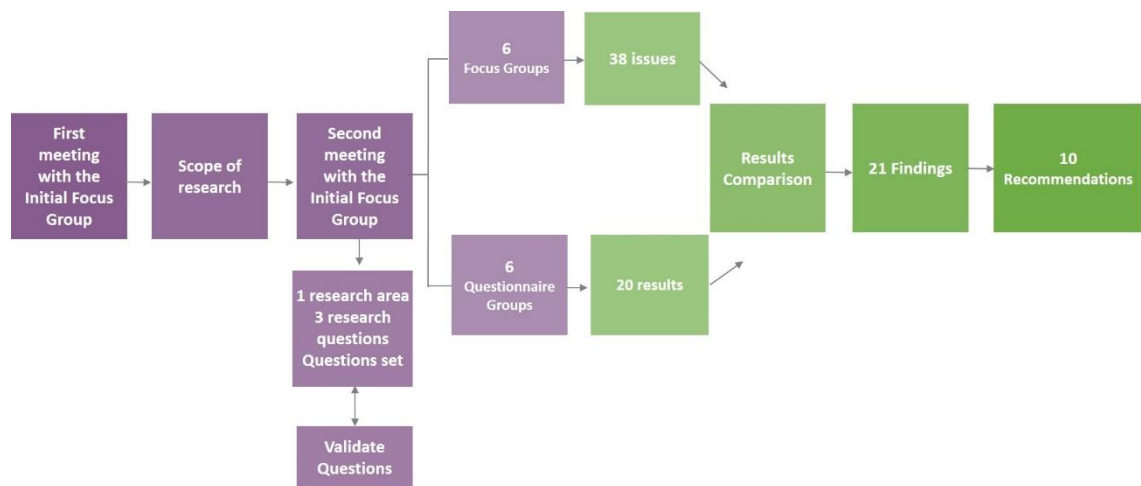 First
meeting with the
Initial Focus
Group
Scope of
research
Second
meeting with the
Initial Focus
Group
1 research area
3 research
questions
Questions set
Validate
Questions
6
Focus Groups
38 issues
6
Questionnaire
Groups
20 results
Results
Comparison
21 Findings
10
Recommendations